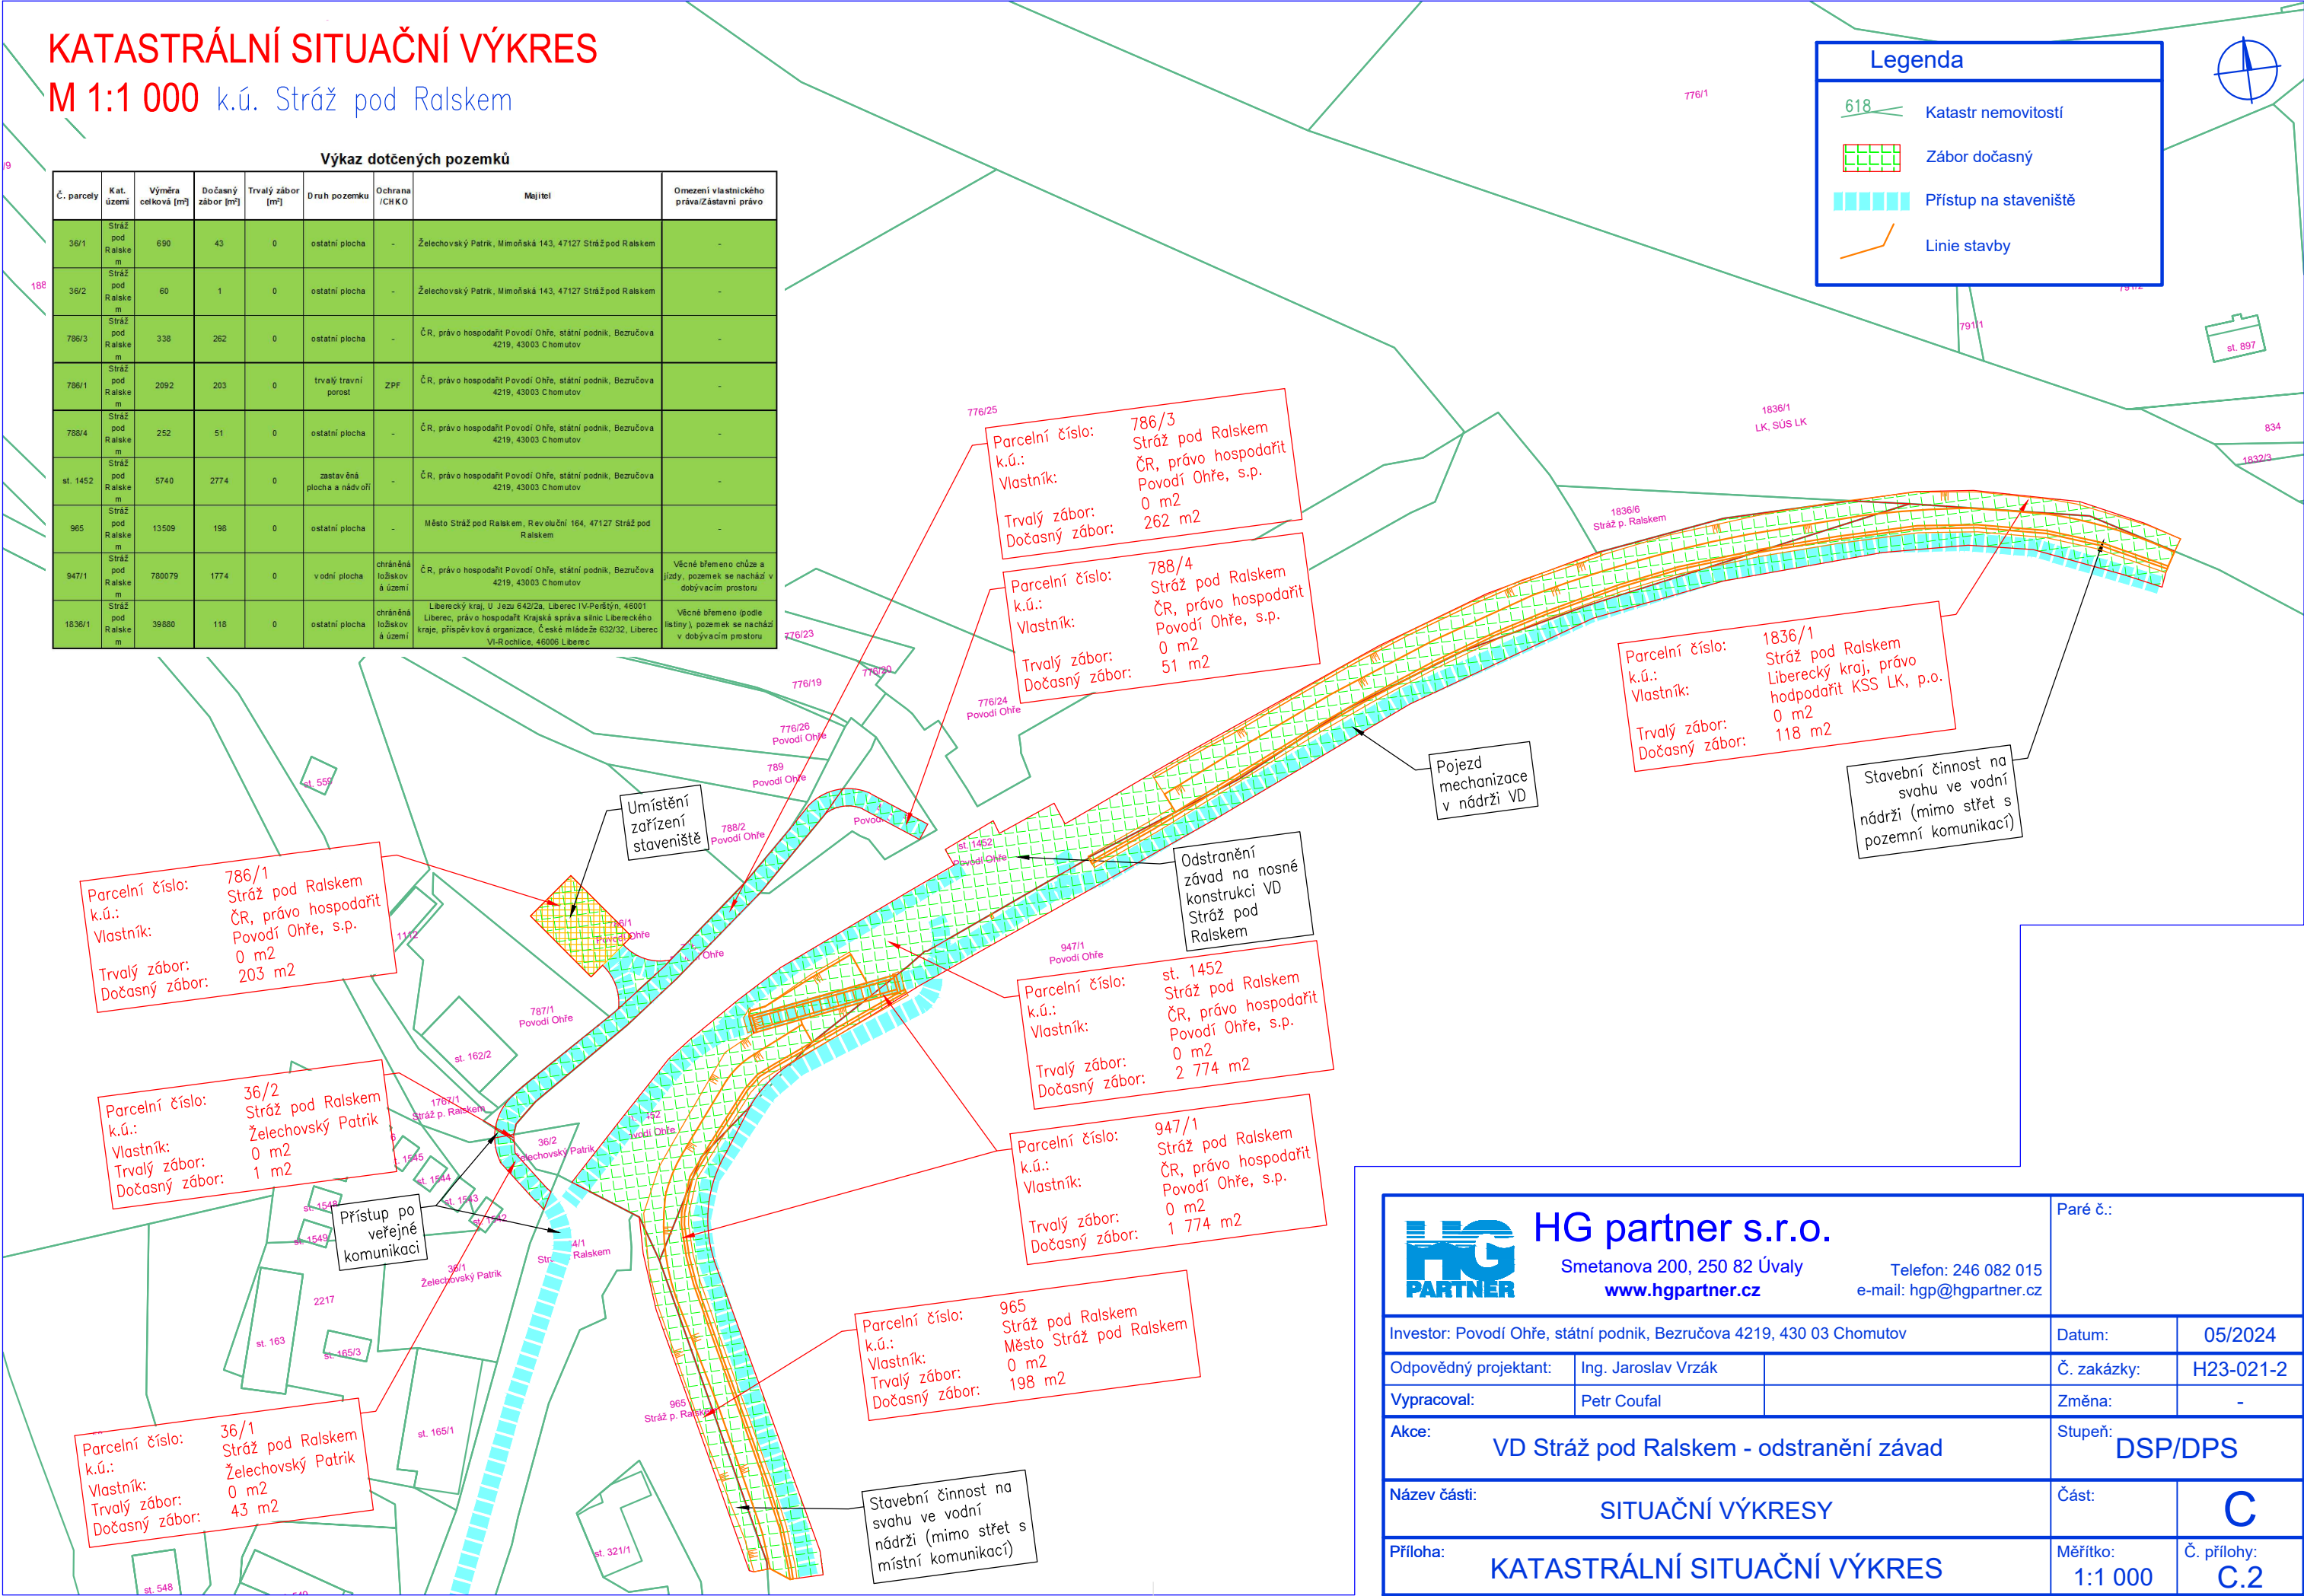 KATASTRÁLNÍ SITUAČNÍ VÝKRES
M 1:1 000 k.ú. Stráž pod Ralskem
Výkaz dotčených pozemků
Č. parcely | Kat. území | Výměra celková [m²] | Dočasný zábor [m²] | Trvalý zábor [m²] | Druh pozemku | Ochrana /CHKO | Majitel | Omezení vlastnického práva/Zástavní právo
36/1 | Stráž pod Ralskem | 690 | 43 | 0 | ostatní plocha | - | Želechovský Patrik, Mimoňská 143, 47127 Stráž pod Ralskem | -
36/2 | Stráž pod Ralskem | 60 | 1 | 0 | ostatní plocha | - | Želechovský Patrik, Mimoňská 143, 47127 Stráž pod Ralskem | -
786/3 | Stráž pod Ralskem | 338 | 262 | 0 | ostatní plocha | - | ČR, právo hospodařit Povodí Ohře, státní podnik, Bezručova 4219, 43003 Chomutov | -
786/1 | Stráž pod Ralskem | 2092 | 203 | 0 | trvalý travní porost | ZPF | ČR, právo hospodařit Povodí Ohře, státní podnik, Bezručova 4219, 43003 Chomutov | -
788/4 | Stráž pod Ralskem | 252 | 51 | 0 | ostatní plocha | - | ČR, právo hospodařit Povodí Ohře, státní podnik, Bezručova 4219, 43003 Chomutov | -
st. 1452 | Stráž pod Ralskem | 5740 | 2774 | 0 | zastavěná plocha a nádvoří | - | ČR, právo hospodařit Povodí Ohře, státní podnik, Bezručova 4219, 43003 Chomutov | -
965 | Stráž pod Ralskem | 13509 | 198 | 0 | ostatní plocha | - | Město Stráž pod Ralskem, Revoluční 164, 47127 Stráž pod Ralskem | -
947/1 | Stráž pod Ralskem | 780079 | 1774 | 0 | vodní plocha | chráněná ložisková území | ČR, právo hospodařit Povodí Ohře, státní podnik, Bezručova 4219, 43003 Chomutov | Věcné břemeno chůze a jízdy, pozemek se nachází v dobývacím prostoru
1836/1 | Stráž pod Ralskem | 39880 | 118 | 0 | ostatní plocha | chráněná ložisková území | Liberecký kraj, U Jezu 642/2a, Liberec IV-Perštýn, 46001 Liberec, právo hospodařit Krajská správa silnic Libereckého kraje, příspěvková organizace, České mládeže 632/32, Liberec VI-Rochlice, 46006 Liberec | Věcné břemeno (podle listiny), pozemek se nachází v dobývacím prostoru
Legenda
618
Katastr nemovitostí
Zábor dočasný
Přístup na staveniště
Linie stavby
776/1
791/1
st. 897
834
1832/3
1836/1
LK, SÚS LK
1836/6
Stráž p. Ralskem
776/25
776/23
776/19
776/20
776/24
Povodí Ohře
776/26
Povodí Ohře
789
Povodí Ohře
788/2
Povodí Ohře
st. 559
787/1
Povodí Ohře
st. 162/2
1767/1
Stráž p. Ralskem
36/2
st. 1452
Povodí Ohře
947/1
Povodí Ohře
st. 1544
st. 1543
st. 1549
36/1
Želechovský Patrik
2217
st. 163
st. 165/3
st. 165/1
965
st. 321/1
st. 548
Parcelní číslo: 786/3
k.ú.: Stráž pod Ralskem
Vlastník: ČR, právo hospodařit
Povodí Ohře, s.p.
Trvalý zábor: 0 m2
Dočasný zábor: 262 m2
Parcelní číslo: 788/4
k.ú.: Stráž pod Ralskem
Vlastník: ČR, právo hospodařit
Povodí Ohře, s.p.
Trvalý zábor: 0 m2
Dočasný zábor: 51 m2
Parcelní číslo: 1836/1
k.ú.: Stráž pod Ralskem
Vlastník: Liberecký kraj, právo
hodpodařit KSS LK, p.o.
Trvalý zábor: 0 m2
Dočasný zábor: 118 m2
Pojezd
mechanizace
v nádrži VD
Stavební činnost na
svahu ve vodní
nádrži (mimo střet s
pozemní komunikací)
Umístění
zařízení
staveniště
Odstranění
závad na nosné
konstrukci VD
Stráž pod
Ralskem
Parcelní číslo: 786/1
k.ú.: Stráž pod Ralskem
Vlastník: ČR, právo hospodařit
Povodí Ohře, s.p.
Trvalý zábor: 0 m2
Dočasný zábor: 203 m2
Parcelní číslo: st. 1452
k.ú.: Stráž pod Ralskem
Vlastník: ČR, právo hospodařit
Povodí Ohře, s.p.
Trvalý zábor: 0 m2
Dočasný zábor: 2 774 m2
Parcelní číslo: 36/2
k.ú.: Stráž pod Ralskem
Vlastník: Želechovský Patrik
Trvalý zábor: 0 m2
Dočasný zábor: 1 m2
Parcelní číslo: 947/1
k.ú.: Stráž pod Ralskem
Vlastník: ČR, právo hospodařit
Povodí Ohře, s.p.
Trvalý zábor: 0 m2
Dočasný zábor: 1 774 m2
Přístup po
veřejné
komunikaci
Parcelní číslo: 965
k.ú.: Stráž pod Ralskem
Vlastník: Město Stráž pod Ralskem
Trvalý zábor: 0 m2
Dočasný zábor: 198 m2
Parcelní číslo: 36/1
k.ú.: Stráž pod Ralskem
Vlastník: Želechovský Patrik
Trvalý zábor: 0 m2
Dočasný zábor: 43 m2
Stavební činnost na
svahu ve vodní
nádrži (mimo střet s
místní komunikací)
HG PARTNER
HG partner s.r.o.
Smetanova 200, 250 82 Úvaly
www.hgpartner.cz
Telefon: 246 082 015
e-mail: hgp@hgpartner.cz
Paré č.:
Investor: Povodí Ohře, státní podnik, Bezručova 4219, 430 03 Chomutov
Datum: 05/2024
Odpovědný projektant: Ing. Jaroslav Vrzák
Č. zakázky: H23-021-2
Vypracoval: Petr Coufal
Změna: -
Akce: VD Stráž pod Ralskem - odstranění závad
Stupeň: DSP/DPS
Název části: SITUAČNÍ VÝKRESY
Část: C
Příloha: KATASTRÁLNÍ SITUAČNÍ VÝKRES
Měřítko: 1:1 000
Č. přílohy: C.2